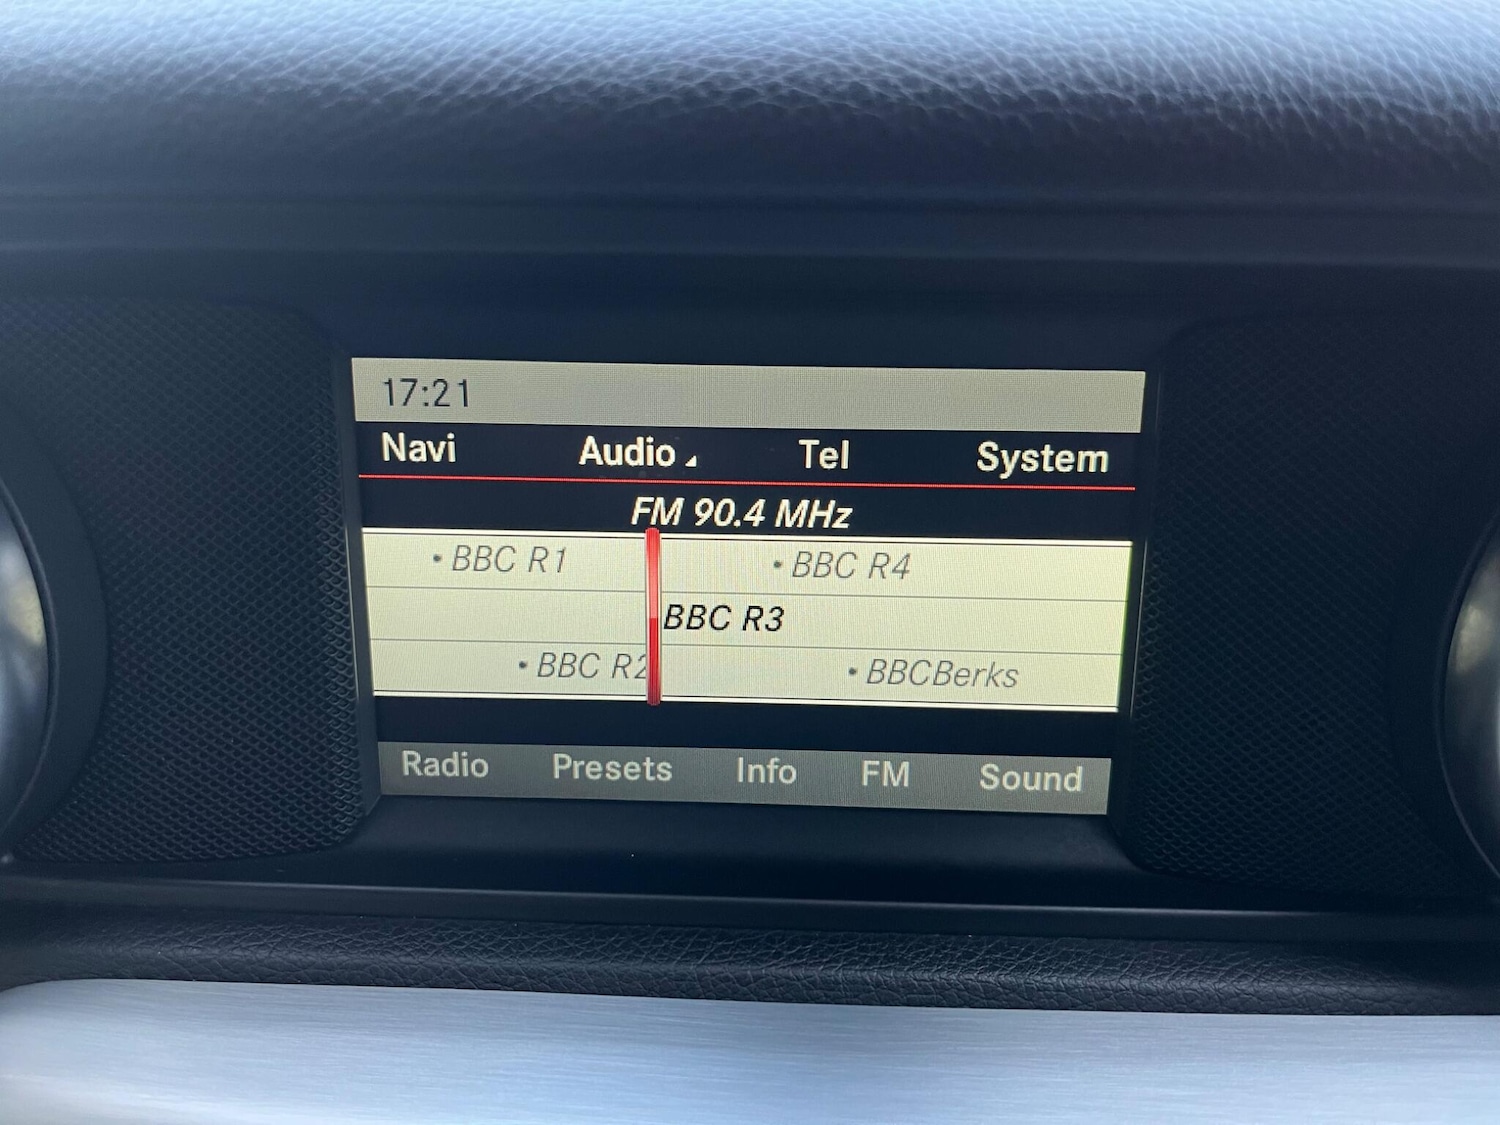 17:21
Navi Audio Tel System
FM 90.4 MHz
• BBC R1 • BBC R4
BBC R3
• BBC R2 • BBCBerks
Radio Presets Info FM Sound